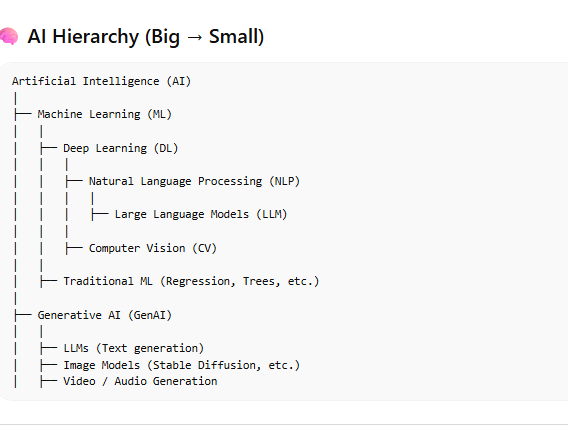 🧠 AI Hierarchy (Big → Small)
Artificial Intelligence (AI)
│
├── Machine Learning (ML)
│   │
│   ├── Deep Learning (DL)
│   │   │
│   │   ├── Natural Language Processing (NLP)
│   │   │   │
│   │   │   ├── Large Language Models (LLM)
│   │   │
│   │   ├── Computer Vision (CV)
│   │
│   ├── Traditional ML (Regression, Trees, etc.)
│
├── Generative AI (GenAI)
│   │
│   ├── LLMs (Text generation)
│   ├── Image Models (Stable Diffusion, etc.)
│   ├── Video / Audio Generation